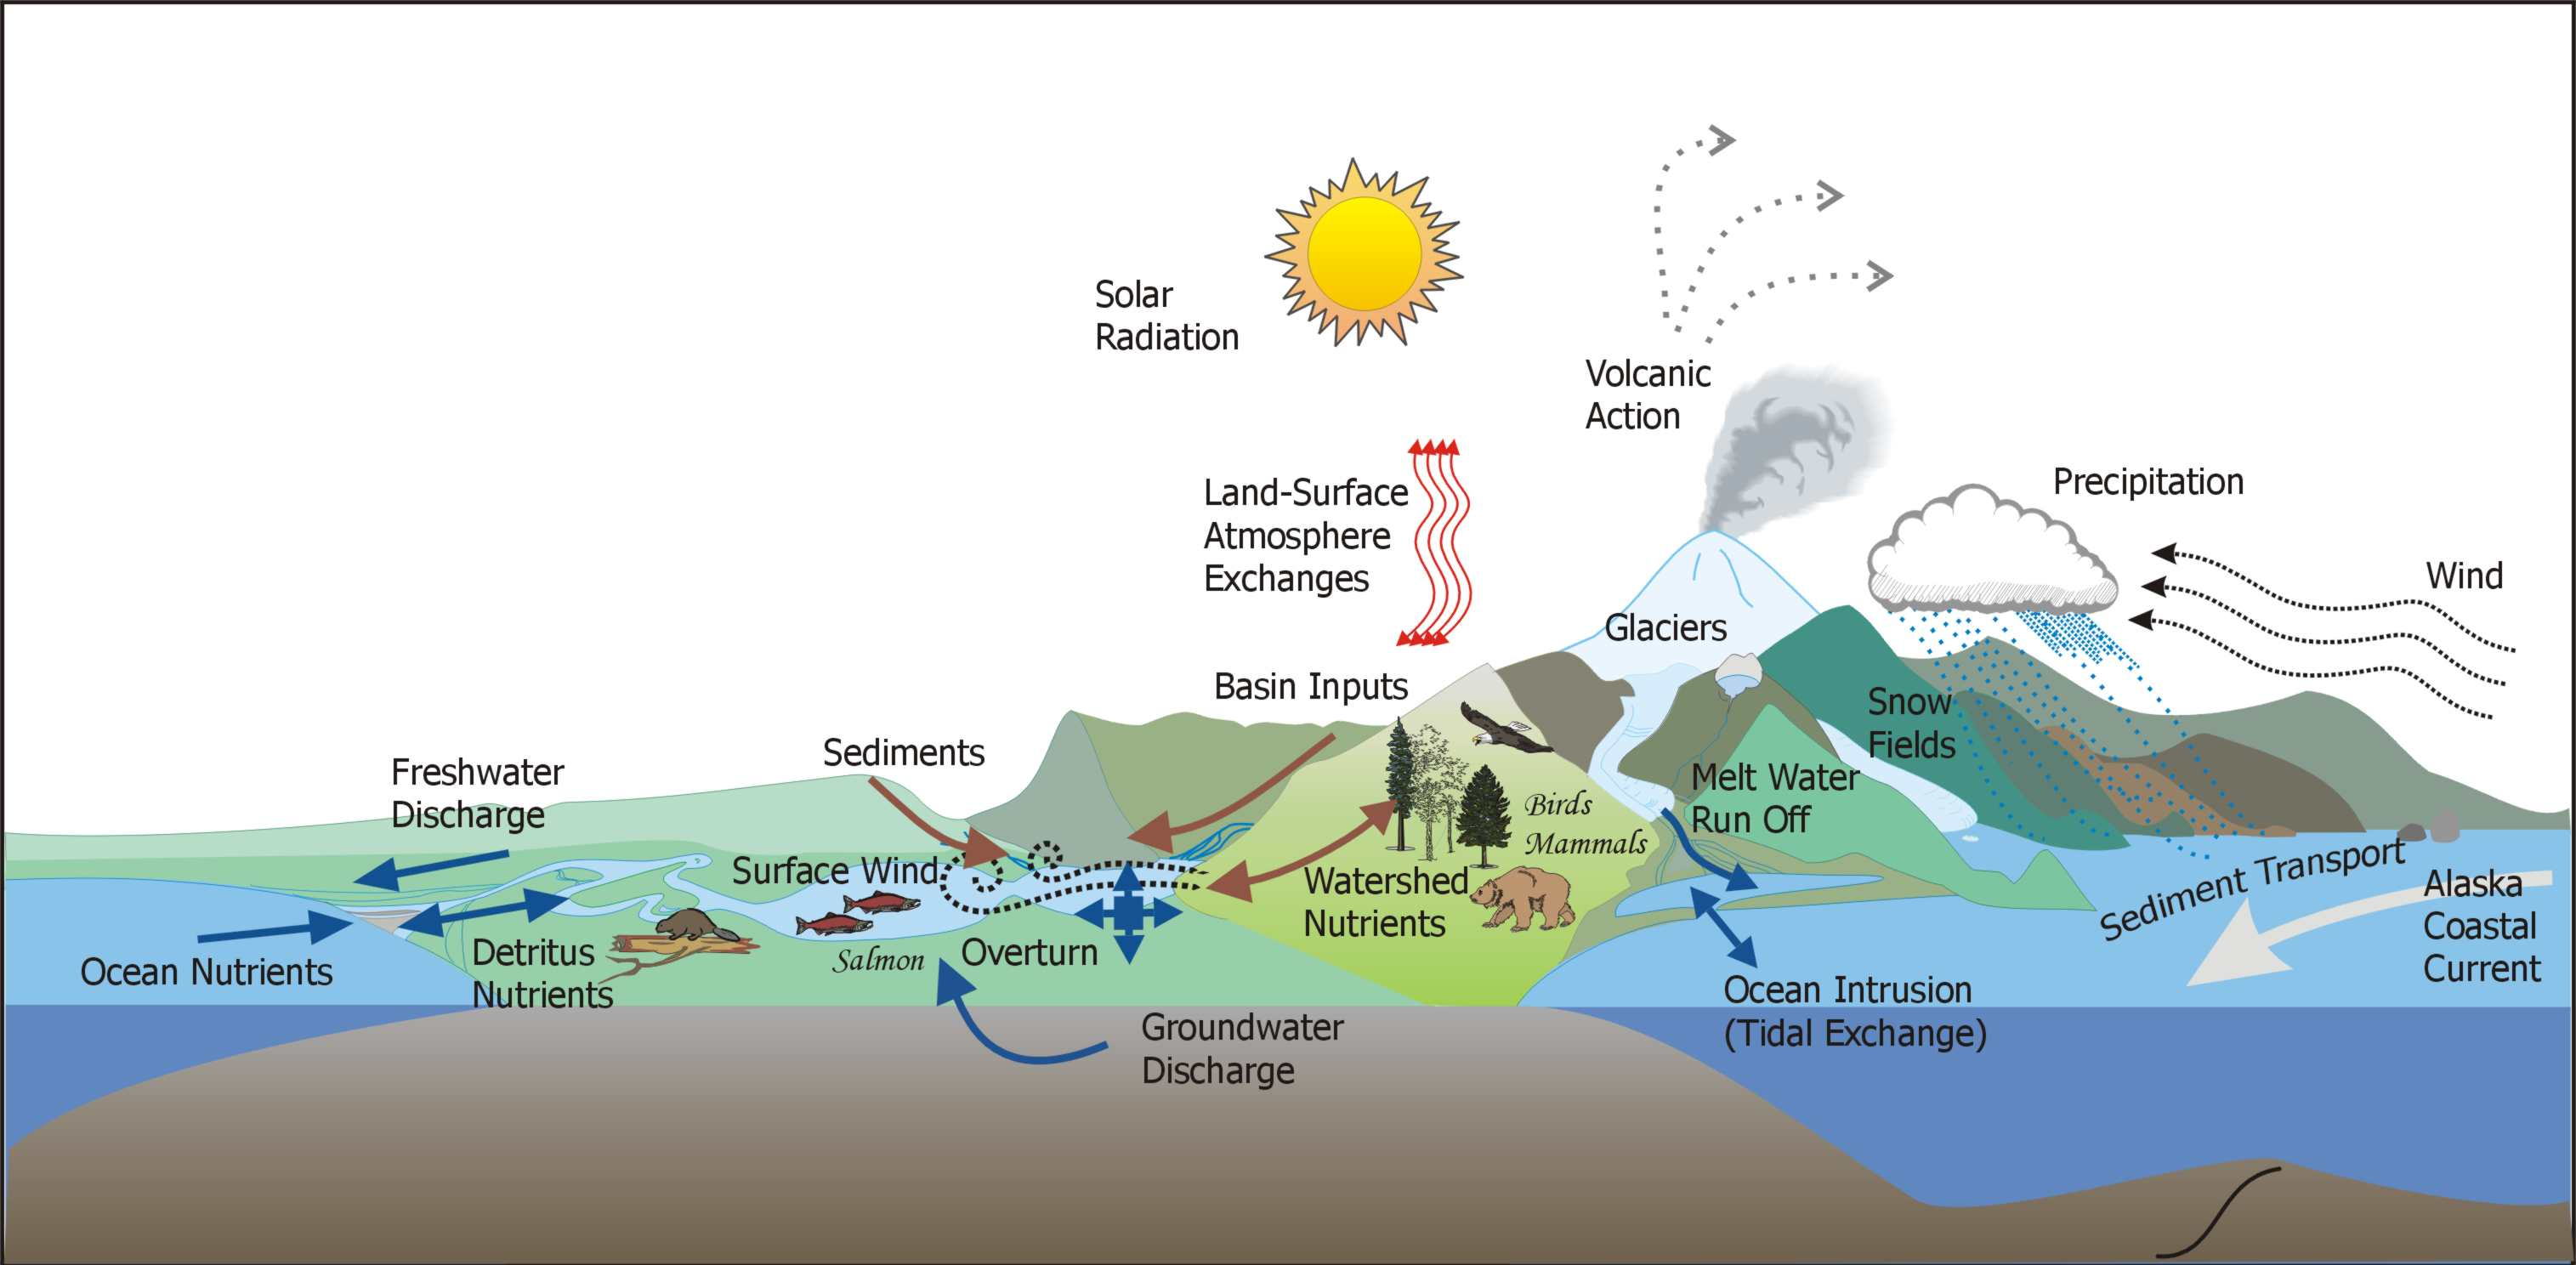 Solar
Radiation
Volcanic
Action
Land-Surface
Atmosphere
Exchanges
Precipitation
Wind
Glaciers
Basin Inputs
Snow
Fields
Sediments
Freshwater
Discharge
Melt Water
Run Off
Birds
Mammals
Surface Wind
Watershed
Nutrients
Sediment Transport
Alaska
Coastal
Current
Ocean Nutrients
Detritus
Nutrients
Salmon
Overturn
Ocean Intrusion
(Tidal Exchange)
Groundwater
Discharge